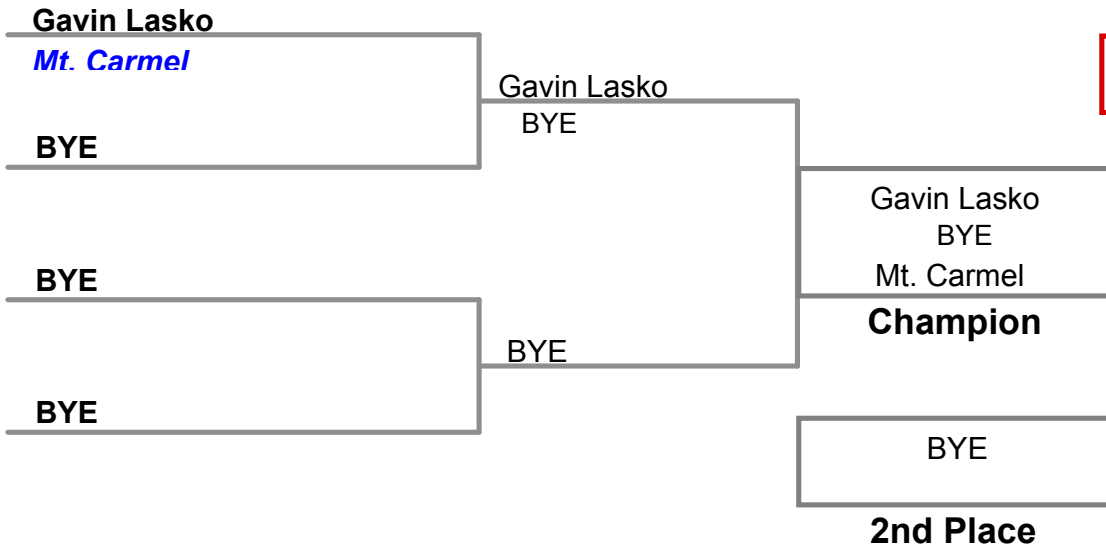 Gavin Lasko
Mt. Carmel
BYE
BYE
BYE
Gavin Lasko
BYE
BYE
Gavin Lasko
BYE
Mt. Carmel
Champion
BYE
2nd Place